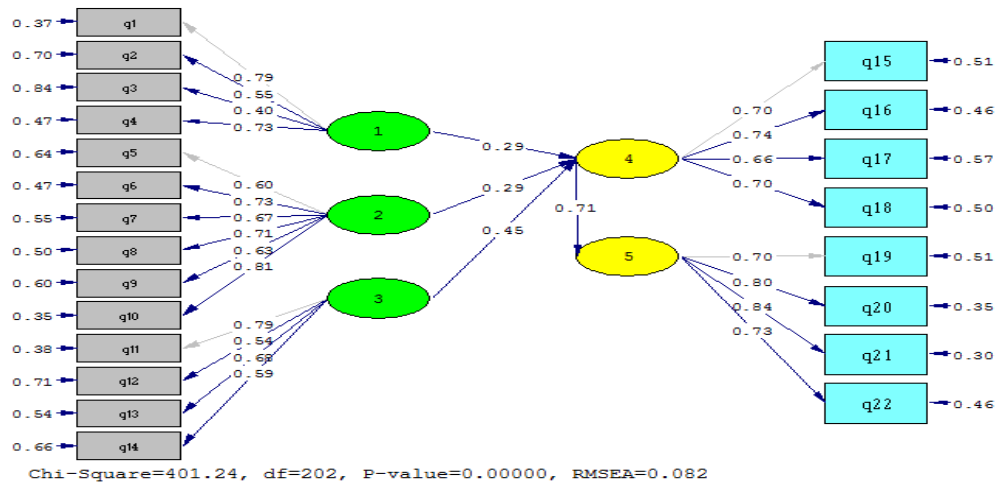 0.37 q1
0.70 q2
0.84 q3
0.47 q4
0.64 q5
0.47 q6
0.55 q7
0.50 q8
0.60 q9
0.35 q10
0.38 q11
0.71 q12
0.54 q13
0.66 q14
0.79
0.55
0.40
0.73
0.60
0.73
0.67
0.71
0.63
0.81
0.79
0.54
0.68
0.59
1
2
3
0.29
0.29
0.45
4
0.71
5
0.70
0.74
0.66
0.70
0.70
0.80
0.84
0.73
q15 0.51
q16 0.46
q17 0.57
q18 0.50
q19 0.51
q20 0.35
q21 0.30
q22 0.46
Chi-Square=401.24, df=202, P-value=0.00000, RMSEA=0.082